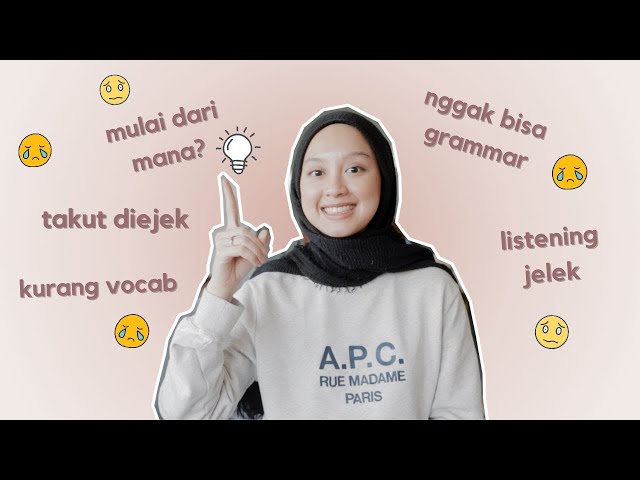 mulai dari
mana?
takut diejek
kurang vocab
nggak bisa
grammar
listening
jelek
A.P.C.
RUE MADAME
PARIS